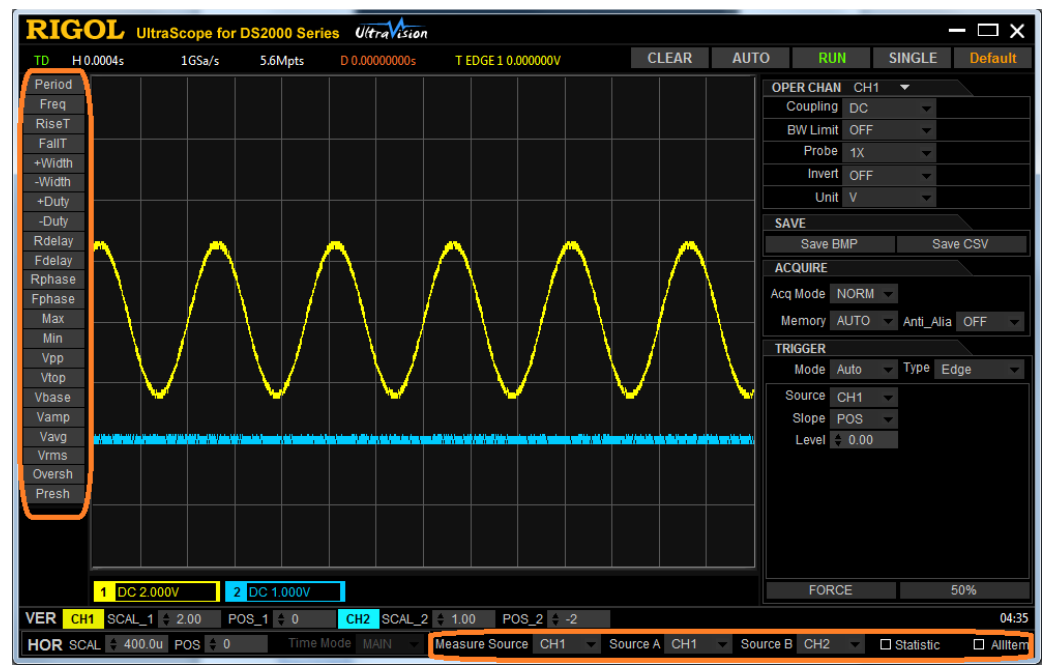 RIGOL UltraScope for DS2000 Series UltraVision
TD H 0.0004s 1GSa/s 5.6Mpts D 0.00000000s T EDGE 1 0.000000V CLEAR AUTO RUN SINGLE Default
Period
Freq
RiseT
FallT
+Width
-Width
+Duty
-Duty
Rdelay
Fdelay
Rphase
Fphase
Max
Min
Vpp
Vtop
Vbase
Vamp
Vavg
Vrms
Oversh
Presh
OPER CHAN CH1
Coupling DC
BW Limit OFF
Probe 1X
Invert OFF
Unit V
SAVE
Save BMP Save CSV
ACQUIRE
Acq Mode NORM
Memory AUTO Anti_Alia OFF
TRIGGER
Mode Auto Type Edge
Source CH1
Slope POS
Level 0.00
FORCE 50%
1 DC 2.000V 2 DC 1.000V
VER CH1 SCAL_1 2.00 POS_1 0 CH2 SCAL_2 1.00 POS_2 -2 04:35
HOR SCAL 400.0u POS 0 Time Mode MAIN Measure Source CH1 Source A CH1 Source B CH2 Statistic AllItem